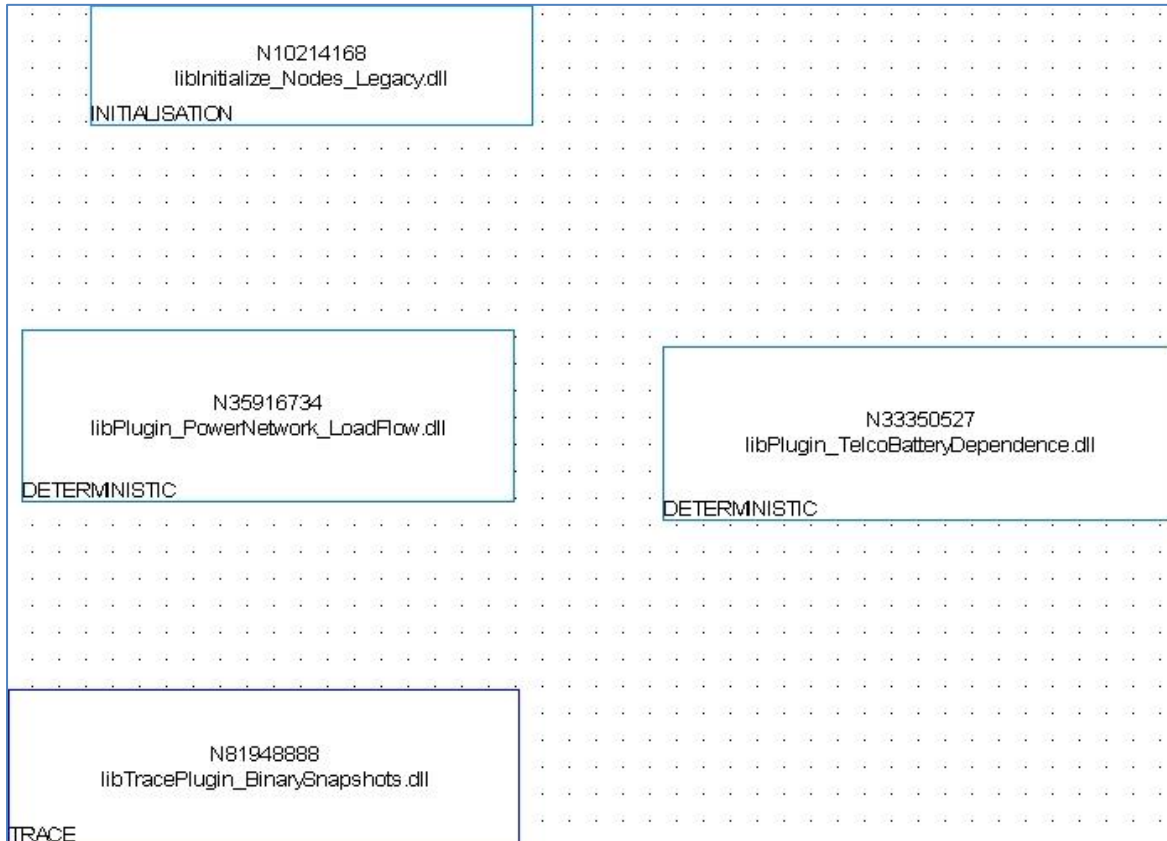 N10214168
libInitialize_Nodes_Legacy.dll
INITIALISATION
N35916734
libPlugin_PowerNetwork_LoadFlow.dll
DETERMINISTIC
N33350527
libPlugin_TelcoBatteryDependence.dll
DETERMINISTIC
N81948888
libTracePlugin_BinarySnapshots.dll
TRACE